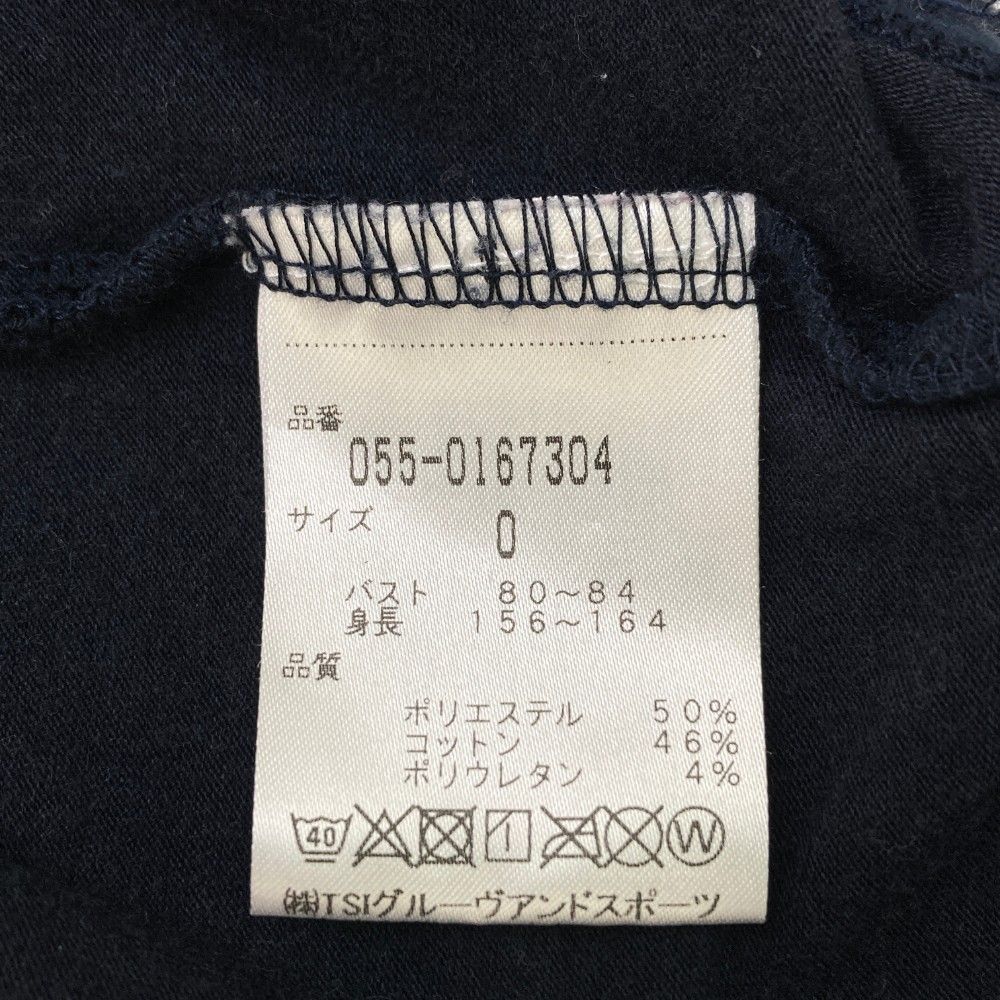 品番
055-0167304
サイズ
0
バスト 80～84
身長 156～164
品質
ポリエステル 50%
コットン 46%
ポリウレタン 4%
40 W
㈱TSIグルーヴアンドスポーツ